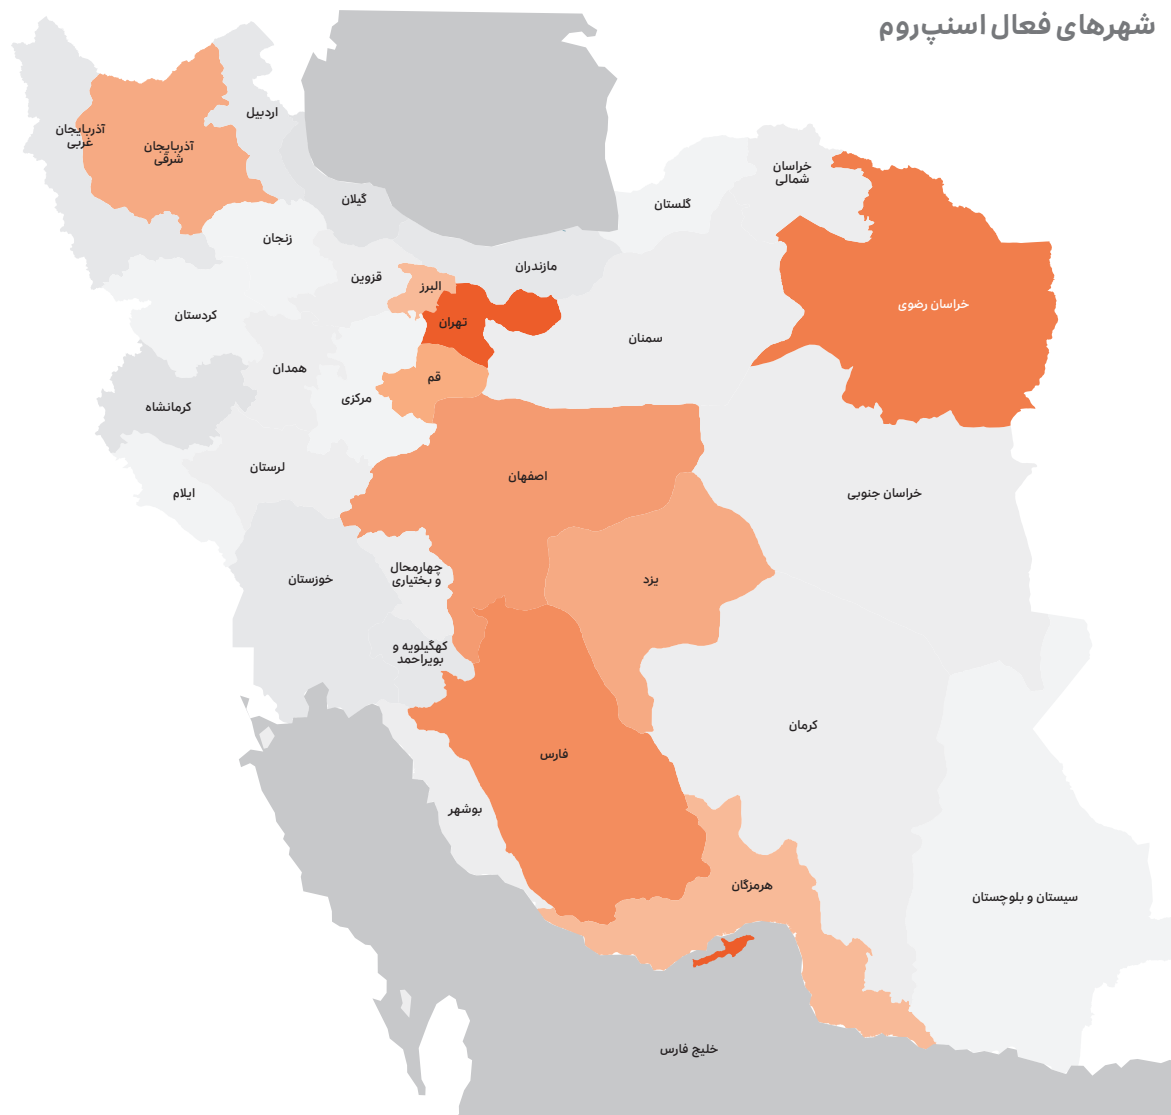 شهرهای فعال اسنپ‌روم
اردبیل
آذربایجان
غربی
آذربایجان
شرقی
خراسان
شمالی
گیلان
گلستان
زنجان
مازندران
قزوین
البرز
خراسان رضوی
کردستان
تهران
سمنان
همدان
قم
مرکزی
کرمانشاه
لرستان
اصفهان
ایلام
خراسان جنوبی
چهارمحال
و بختیاری
خوزستان
یزد
کهگیلویه و
بویراحمد
کرمان
فارس
بوشهر
هرمزگان
سیستان و بلوچستان
خلیج فارس